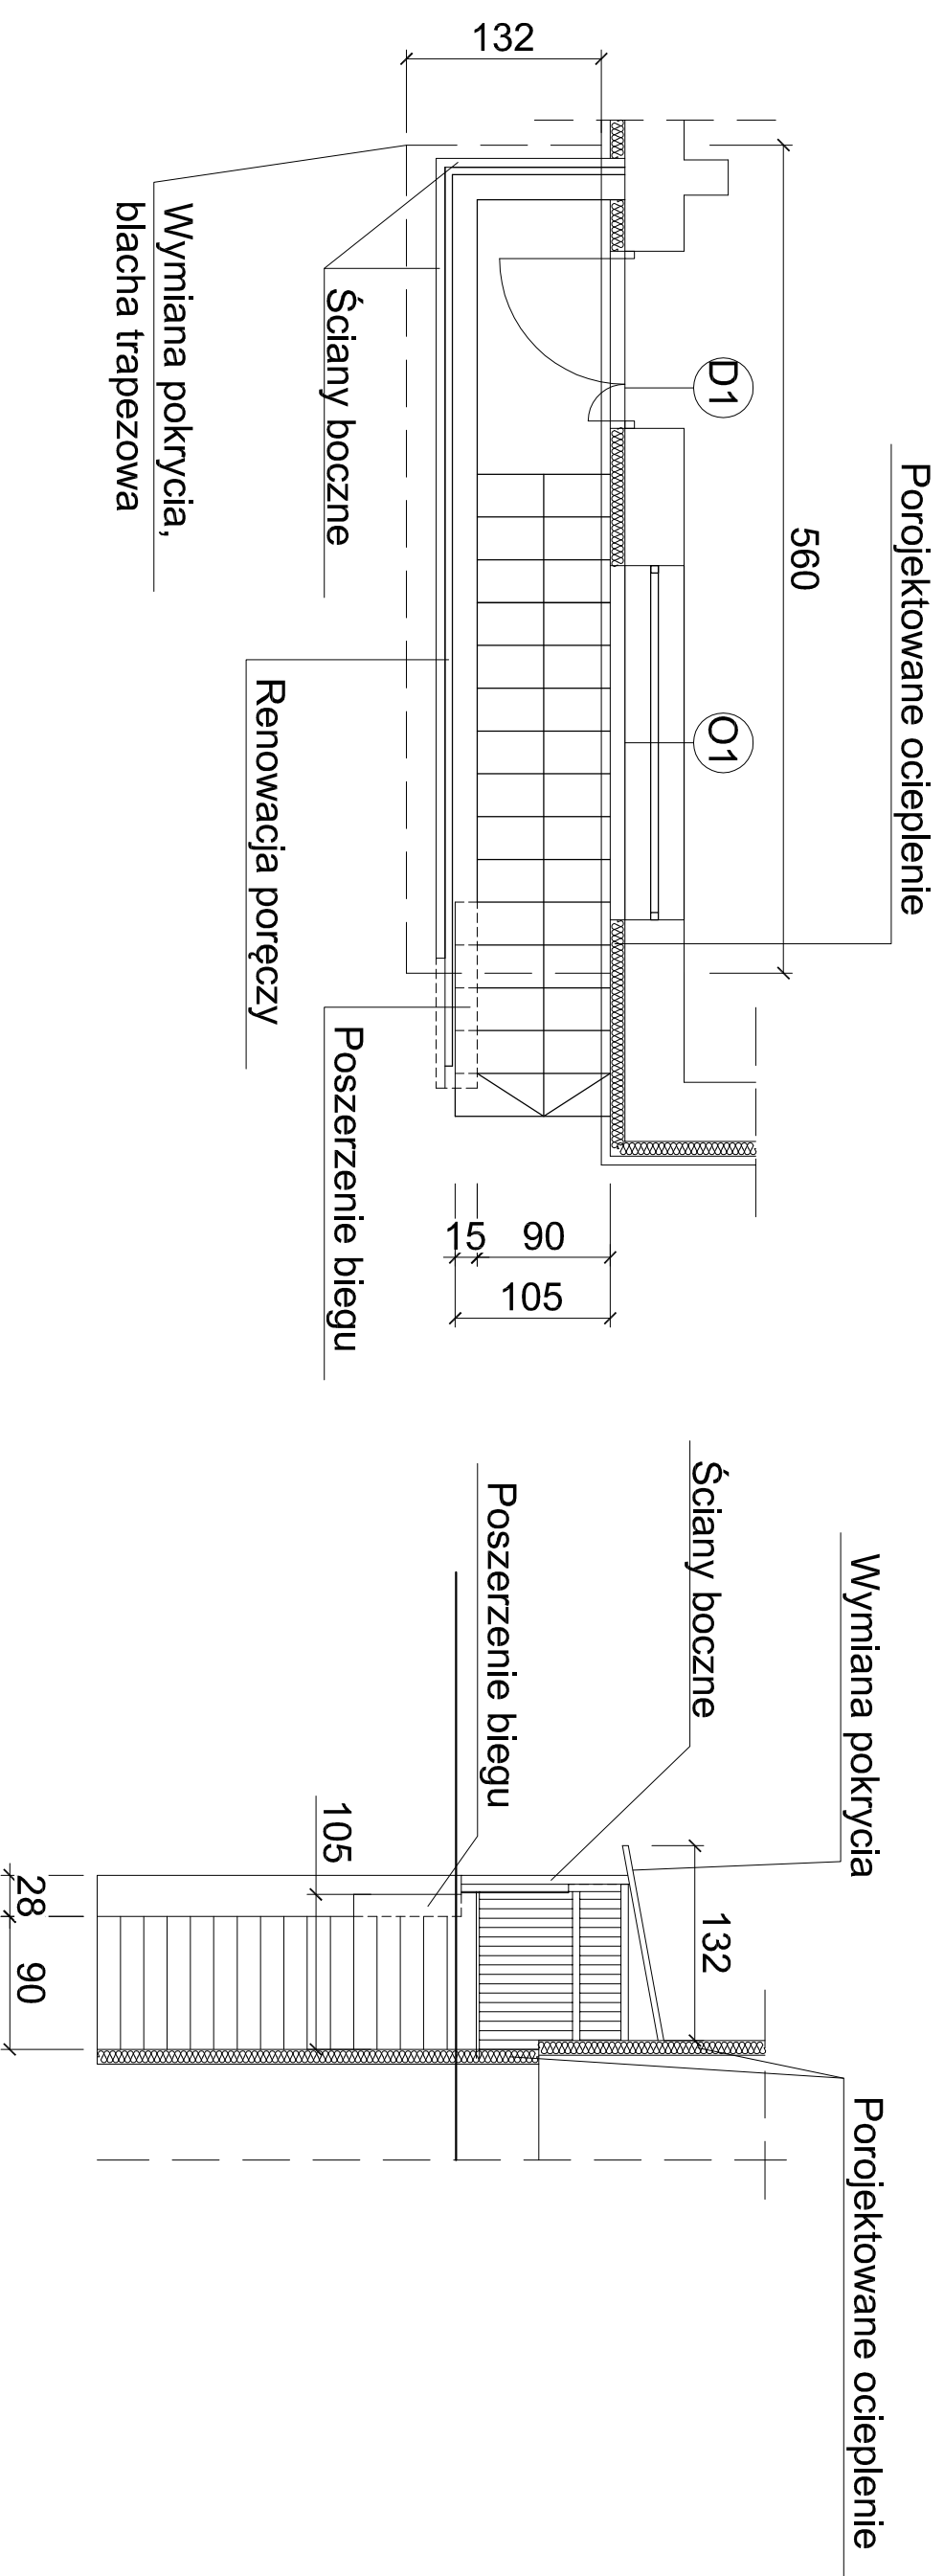 Porojektowane ocieplenie
560
D1
O1
132
Ściany boczne
Wymiana pokrycia,
blacha trapezowa
Renowacja poręczy
Poszerzenie biegu
15
90
105
Wymiana pokrycia
Ściany boczne
Poszerzenie biegu
132
105
28
90
Porojektowane ocieplenie